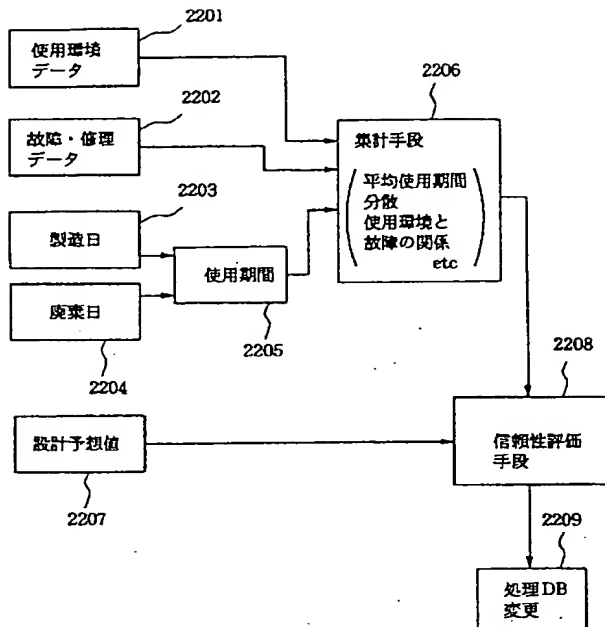 2201
使用環境
データ
2202
故障・修理
データ
2203
製造日
廃棄日
2204
使用期間
2205
2206
集計手段
平均使用期間
分散
使用環境と
故障の関係
etc
設計予想値
2207
2208
信頼性評価
手段
2209
処理DB
変更